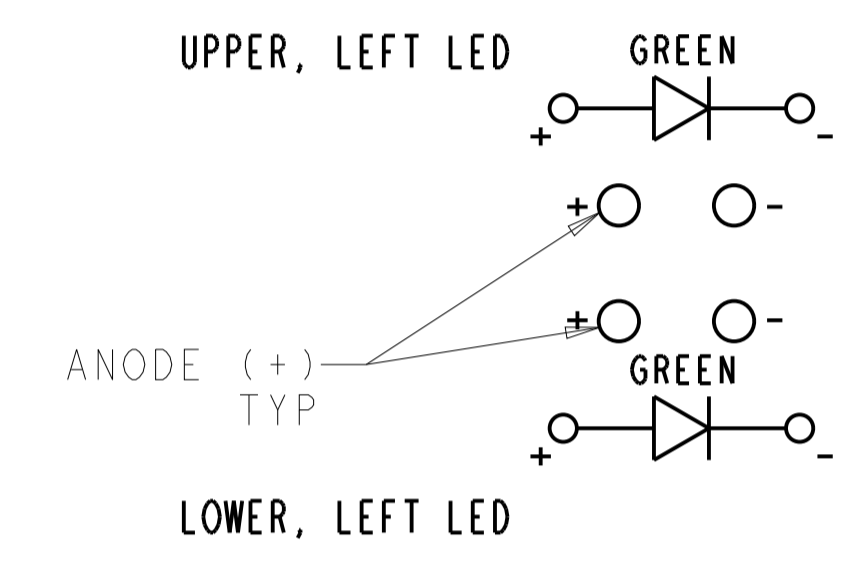 UPPER, LEFT LED
GREEN
+ -
+ -
+ -
ANODE (+)
TYP
GREEN
+ -
LOWER, LEFT LED